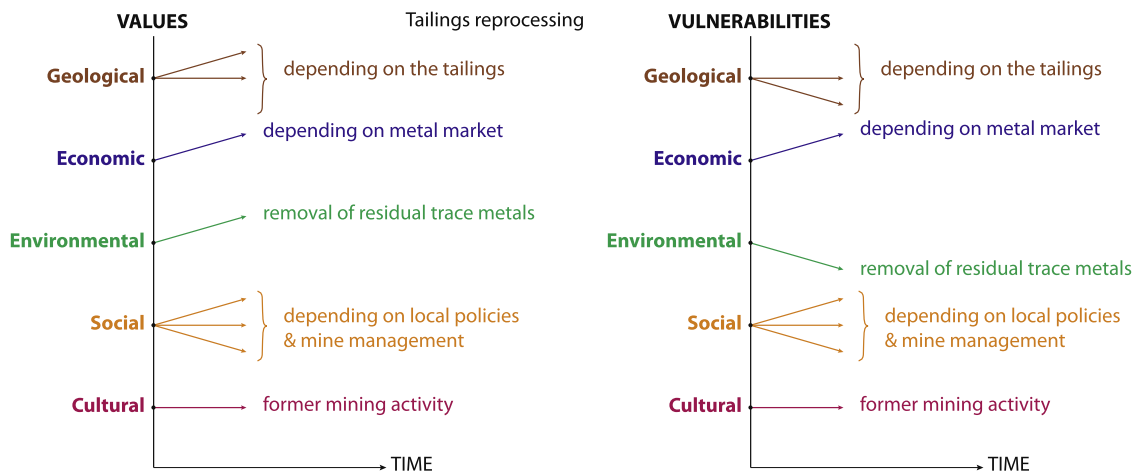 VALUES
Tailings reprocessing
VULNERABILITIES
Geological
depending on the tailings
Economic
depending on metal market
Environmental
removal of residual trace metals
Social
depending on local policies
& mine management
Cultural
former mining activity
TIME
Geological
depending on the tailings
Economic
depending on metal market
Environmental
removal of residual trace metals
Social
depending on local policies
& mine management
Cultural
former mining activity
TIME